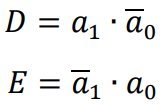 D = a₁ · a̅₀
E = a̅₁ · a₀